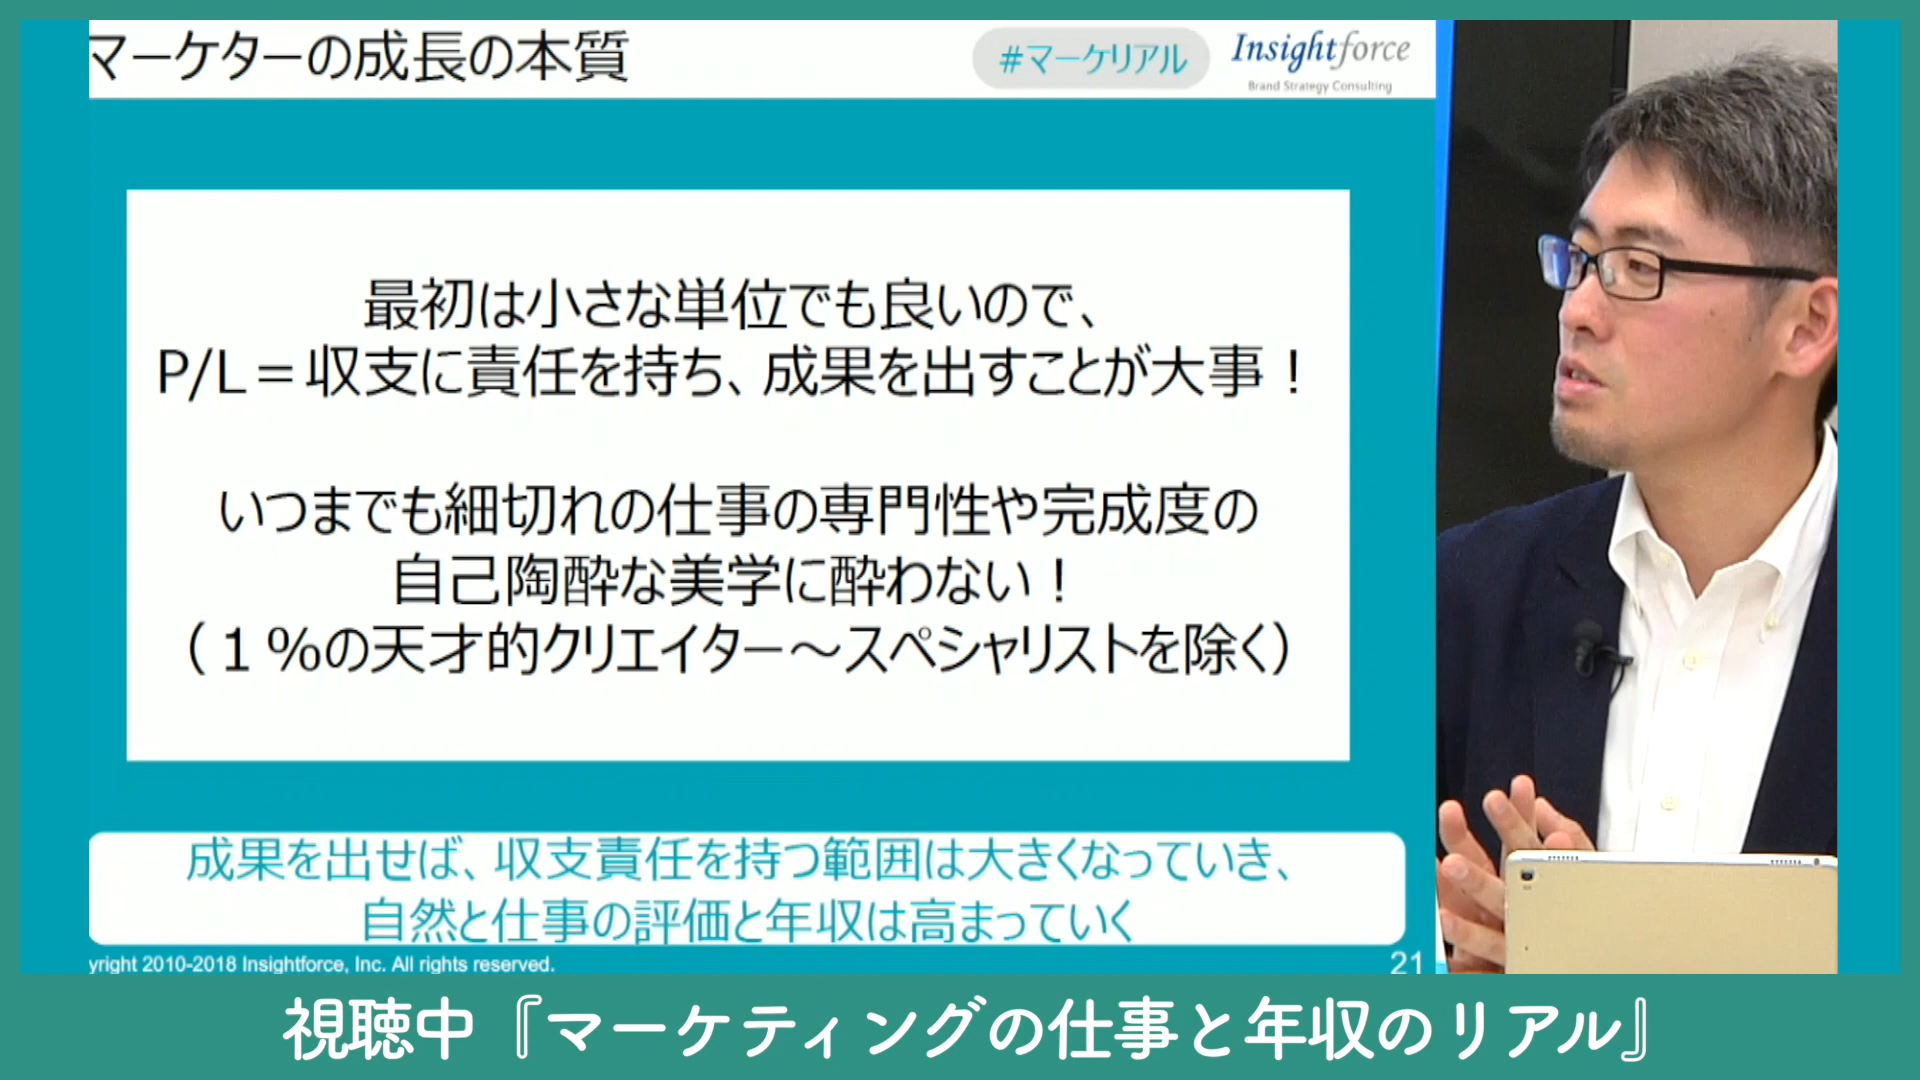 マーケターの成長の本質
#マーケリアル
Insightforce
Brand Strategy Consulting
最初は小さな単位でも良いので、
P/L＝収支に責任を持ち、成果を出すことが大事！
いつまでも細切れの仕事の専門性や完成度の
自己陶酔な美学に酔わない！
（１％の天才的クリエイター～スペシャリストを除く）
成果を出せば、収支責任を持つ範囲は大きくなっていき、
自然と仕事の評価と年収は高まっていく
yright 2010-2018 Insightforce, Inc. All rights reserved.
21
視聴中『マーケティングの仕事と年収のリアル』